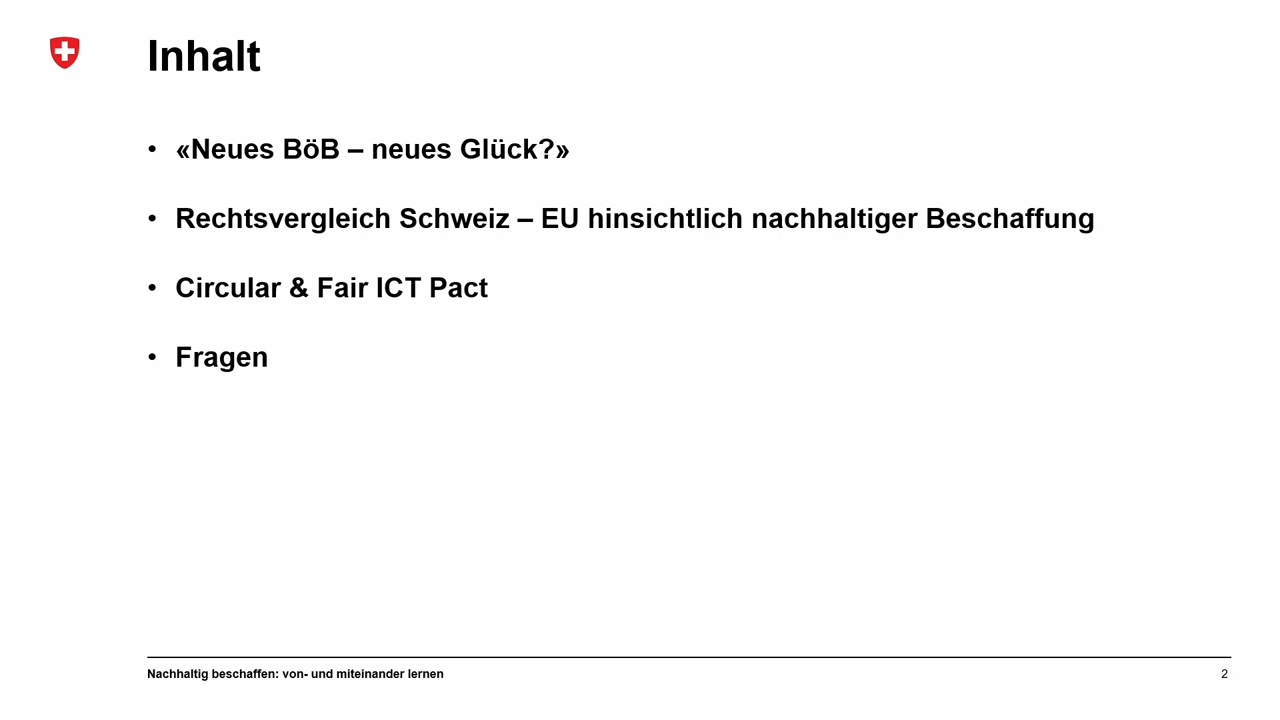 Inhalt
• «Neues BöB – neues Glück?»
• Rechtsvergleich Schweiz – EU hinsichtlich nachhaltiger Beschaffung
• Circular & Fair ICT Pact
• Fragen
Nachhaltig beschaffen: von- und miteinander lernen
2